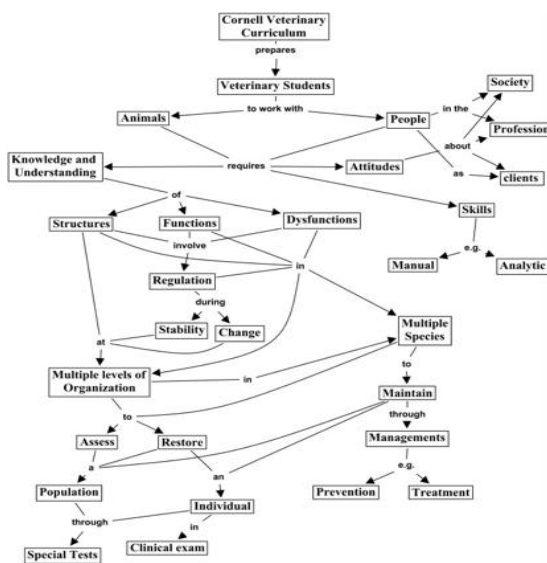 Cornell Veterinary
Curriculum
prepares
Veterinary Students
Society
to work with
Animals
People
in the
Profession
about
Knowledge and
Understanding
requires
Attitudes
as
clients
of
Structures
Functions
Dysfunctions
Skills
involve
e.g.
in
Manual
Analytic
Regulation
during
Stability
Change
Multiple
Species
at
Multiple levels of
Organization
in
to
Maintain
to
through
Assess
Restore
Managements
a
an
e.g.
Population
Prevention
Treatment
Individual
through
in
Special Tests
Clinical exam